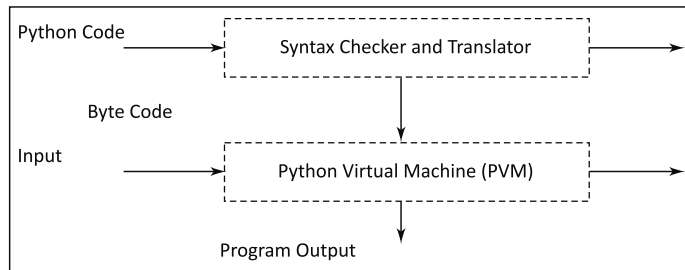 Python Code
Syntax Checker and Translator
Byte Code
Input
Python Virtual Machine (PVM)
Program Output